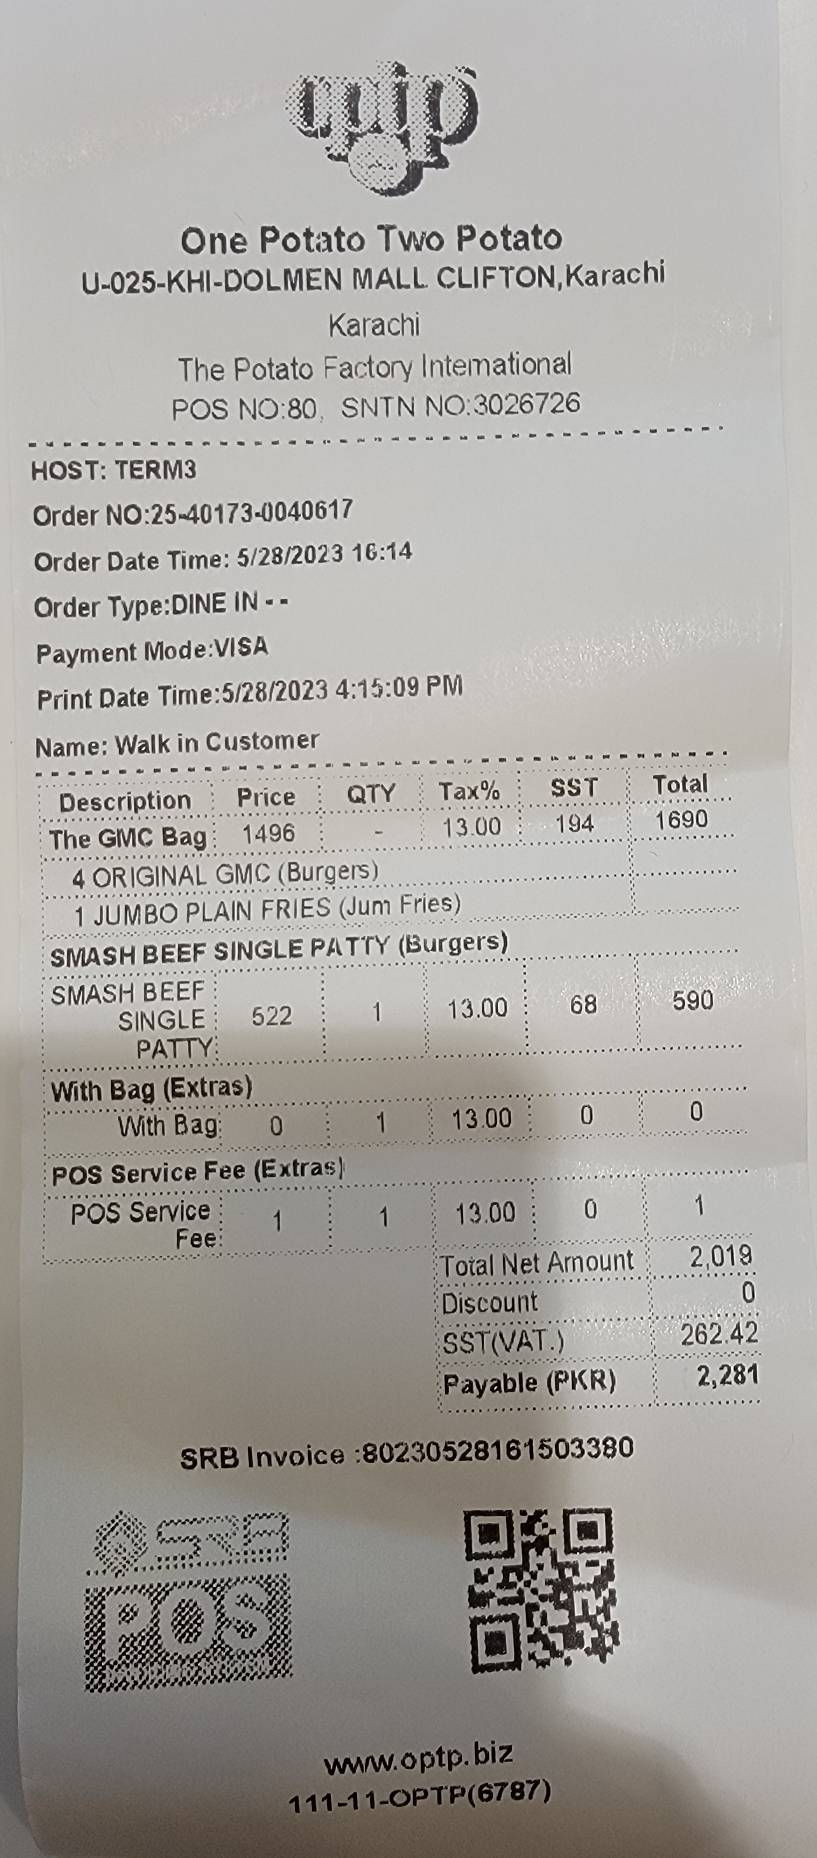 optp
One Potato Two Potato
U-025-KHI-DOLMEN MALL CLIFTON,Karachi
Karachi
The Potato Factory International
POS NO:80, SNTN NO:3026726
HOST: TERM3
Order NO:25-40173-0040617
Order Date Time: 5/28/2023 16:14
Order Type:DINE IN - -
Payment Mode:VISA
Print Date Time:5/28/2023 4:15:09 PM
Name: Walk in Customer
Description Price QTY Tax% SST Total
The GMC Bag 1496 - 13.00 194 1690
4 ORIGINAL GMC (Burgers)
1 JUMBO PLAIN FRIES (Jum Fries)
SMASH BEEF SINGLE PATTY (Burgers)
SMASH BEEF
SINGLE 522 1 13.00 68 590
PATTY
With Bag (Extras)
With Bag 0 1 13.00 0 0
POS Service Fee (Extras)
POS Service
Fee 1 1 13.00 0 1
Total Net Amount 2,019
Discount 0
SST(VAT.) 262.42
Payable (PKR) 2,281
SRB Invoice :80230528161503380
POS
www.optp.biz
111-11-OPTP(6787)